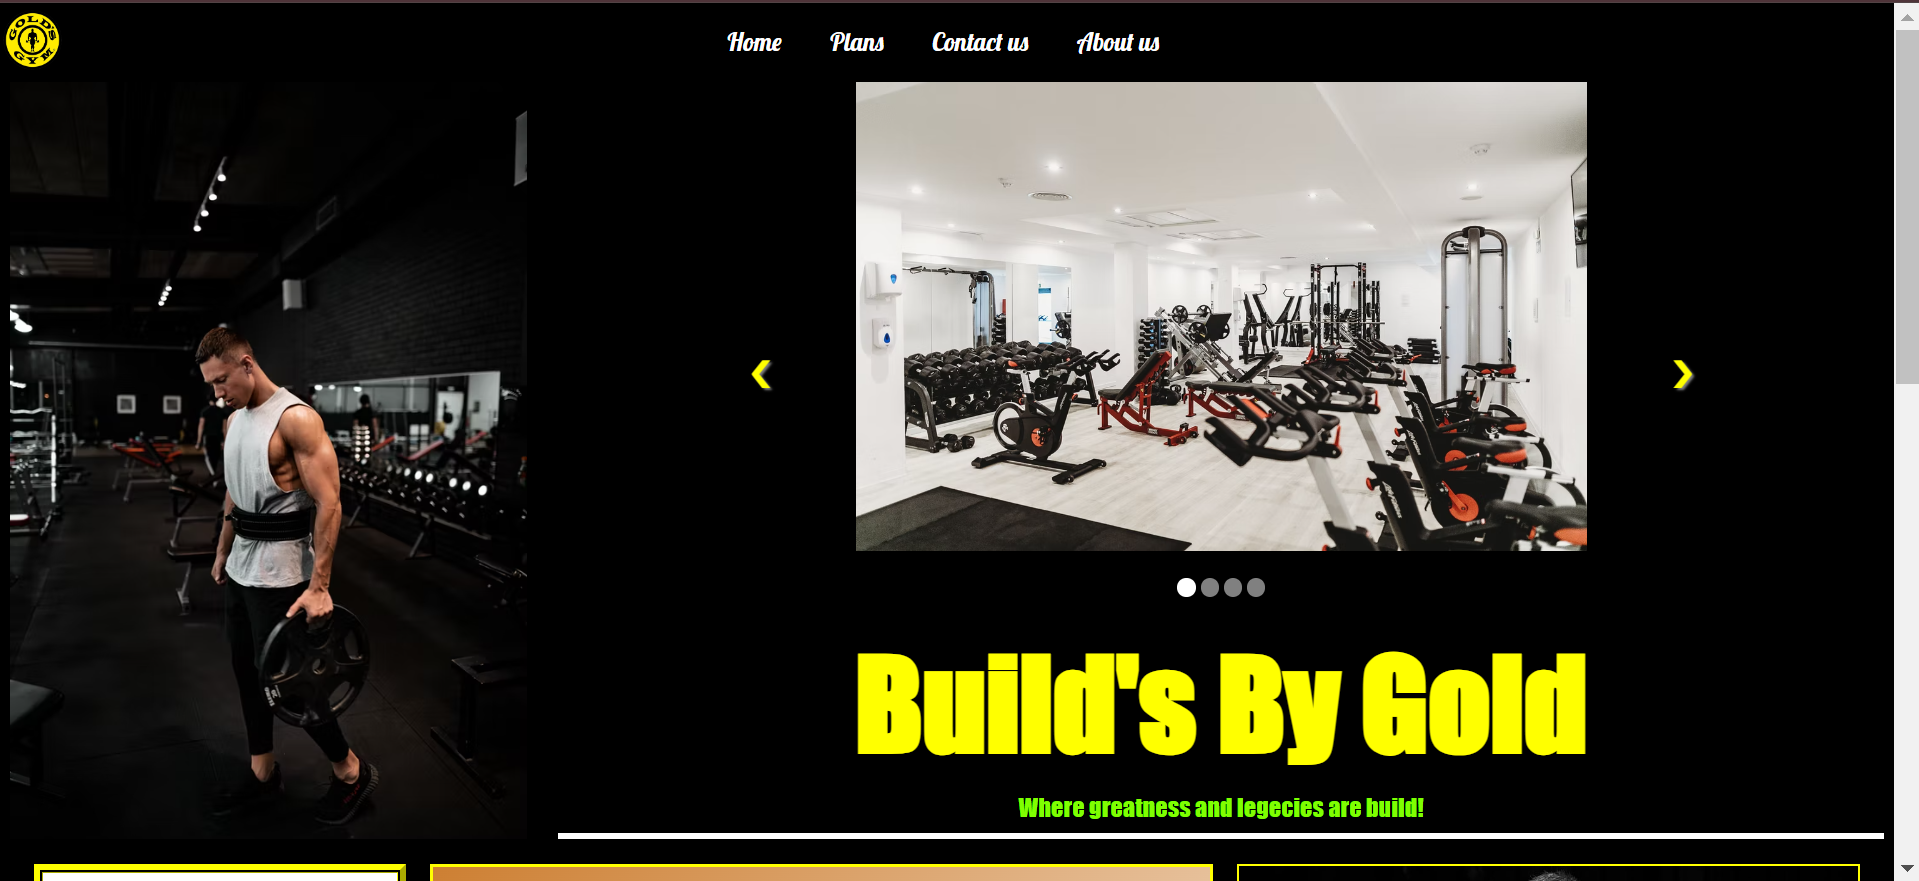 GOLD'S
GYM
Home Plans Contact us About us
Build's By Gold
Where greatness and legecies are build!